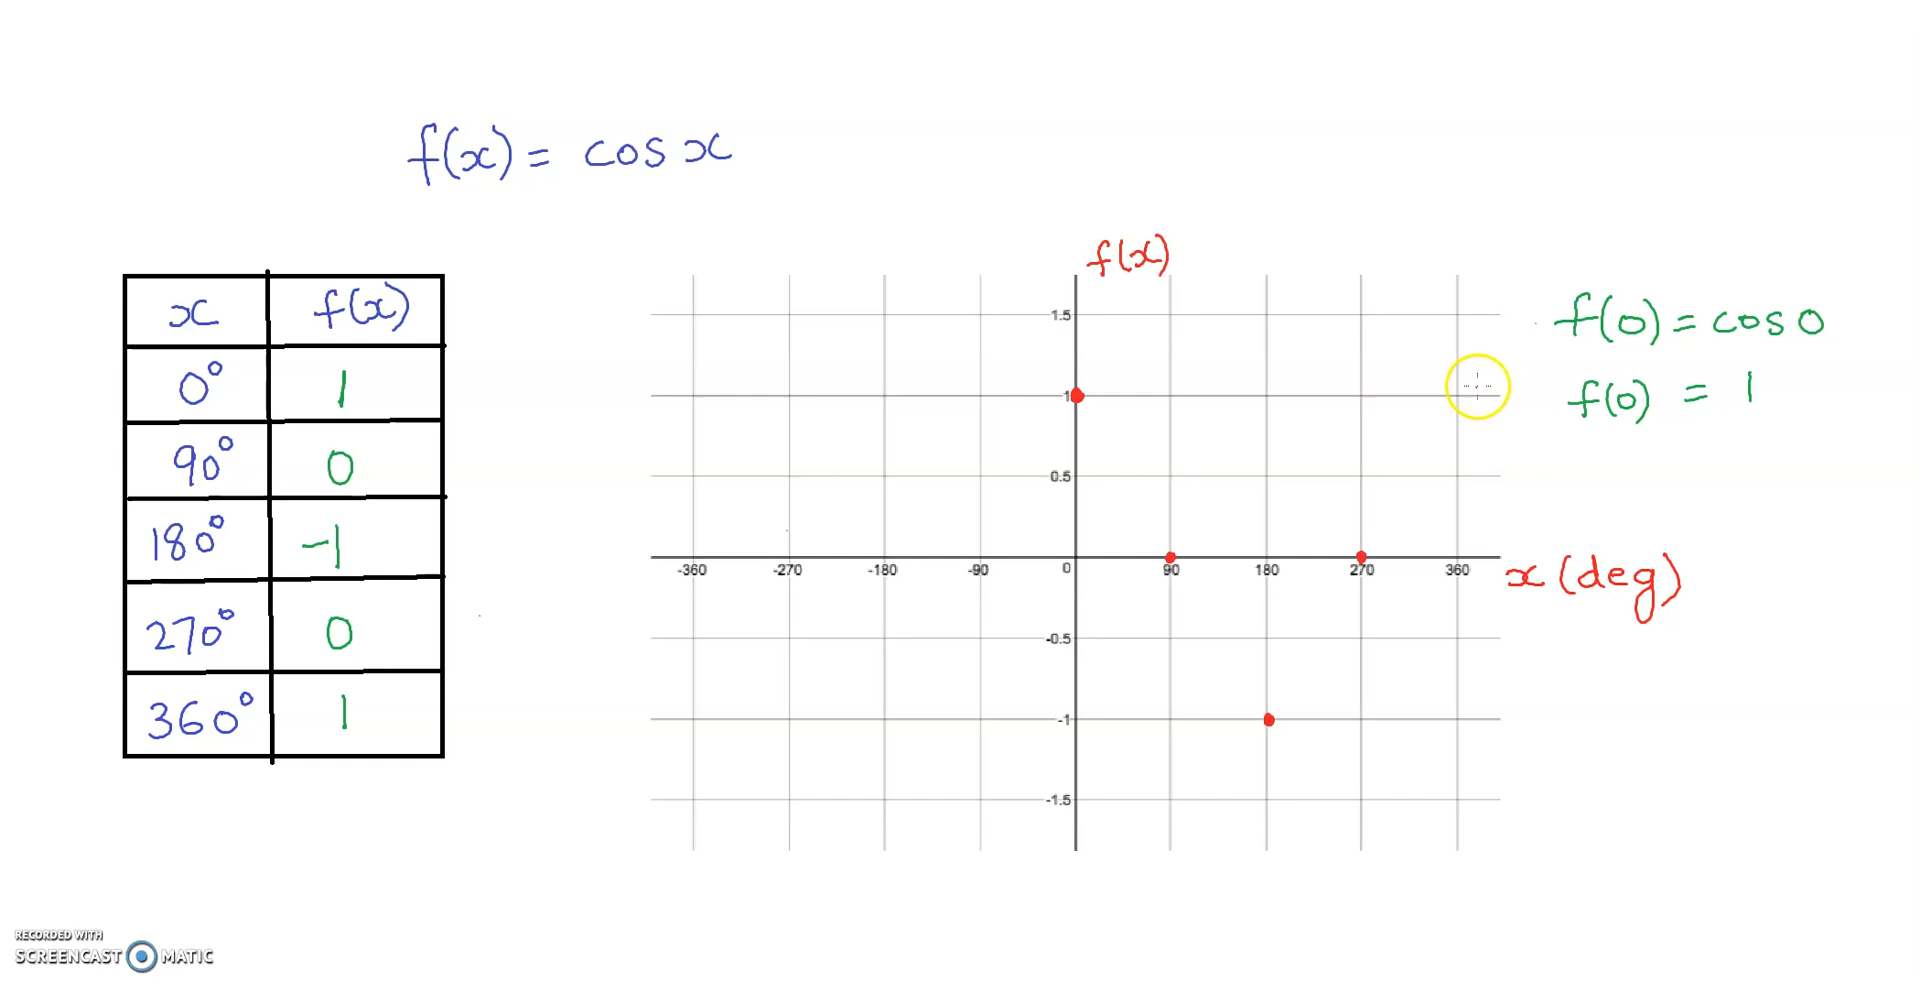 f(x) = cos x
x f(x)
0° 1
90° 0
180° -1
270° 0
360° 1
f(x)
1.5
1
0.5
-360 -270 -180 -90 0 90 180 270 360
x (deg)
-0.5
-1
-1.5
f(0) = cos 0
f(0) = 1
RECORDED WITH
SCREENCAST MATIC